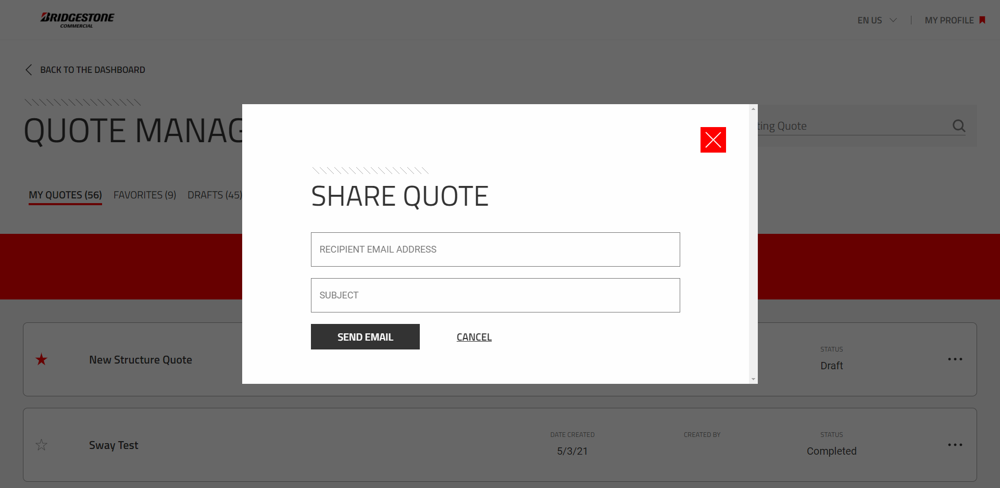 BRIDGESTONE
COMMERCIAL
EN US
MY PROFILE
BACK TO THE DASHBOARD
QUOTE
ting Quote
MY QUOTES (56)
FAVORITES (9)
DRAFTS (45)
SHARE QUOTE
RECIPIENT EMAIL ADDRESS
SUBJECT
SEND EMAIL
CANCEL
New Structure Quote
STATUS
Draft
Sway Test
DATE CREATED
5/3/21
CREATED BY
STATUS
Completed